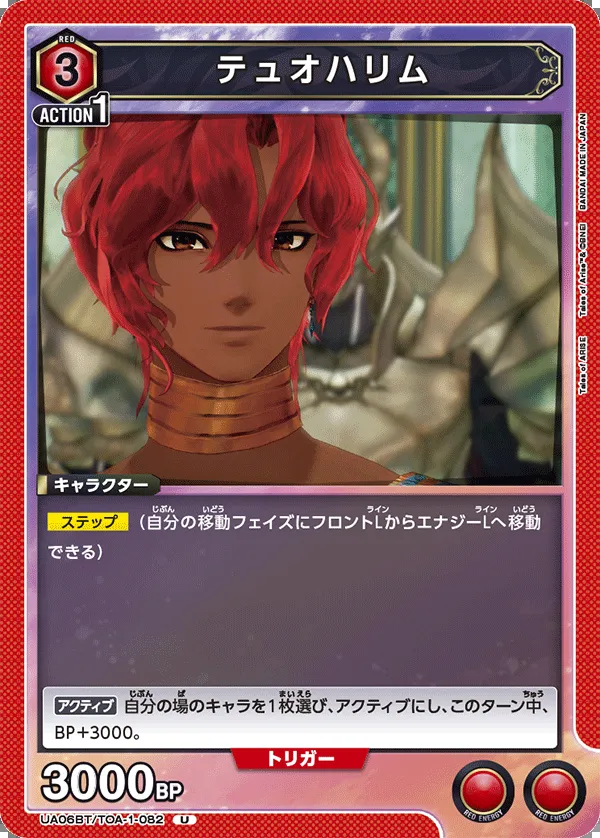 RED
3
テュオハリム
ACTION 1
BANDAI MADE IN JAPAN
Tales of Arise™& ©BNEI
Tales of ARISE
キャラクター
ステップ (自分の移動フェイズにフロントLからエナジーLへ移動
できる)
アクティブ 自分の場のキャラを1枚選び、アクティブにし、このターン中、
BP+3000。
トリガー
3000BP
UA06BT/TOA-1-082 U
RED ENERGY RED ENERGY